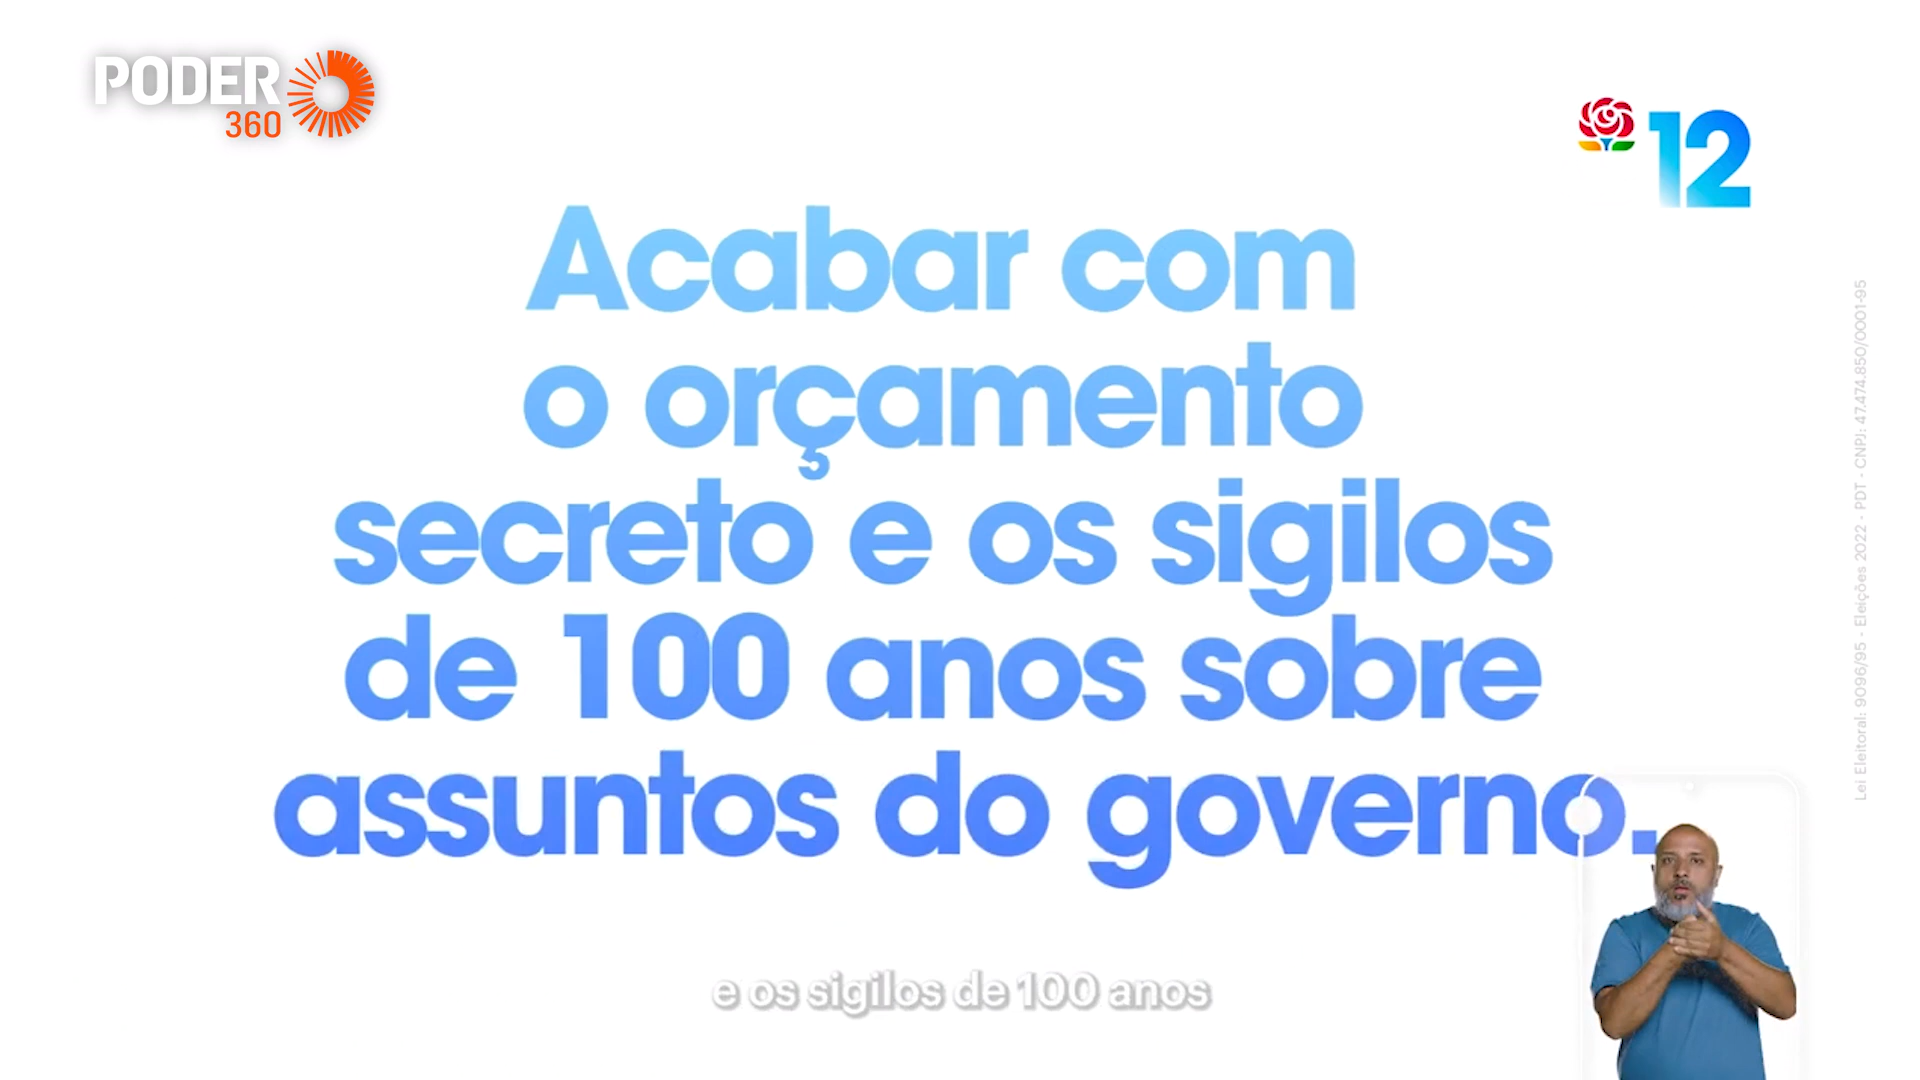 PODER
360
12
Acabar com
o orçamento
secreto e os sigilos
de 100 anos sobre
assuntos do governo.
e os sigilos de 100 anos
Lei Eleitoral: 9096/95 - Eleições 2022 - PDT - CNPJ: 47.474.850/0001-95